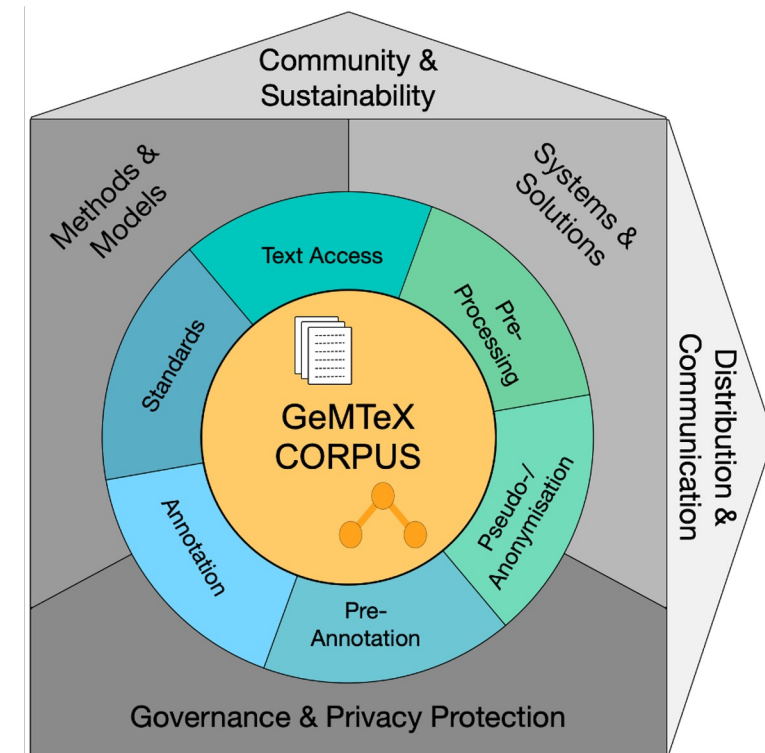 Community &
Sustainability
Methods &
Models
Systems &
Solutions
Text Access
Pre-
Processing
Standards
GeMTeX
CORPUS
Distribution &
Communication
Pseudo-/
Anonymisation
Annotation
Pre-
Annotation
Governance & Privacy Protection